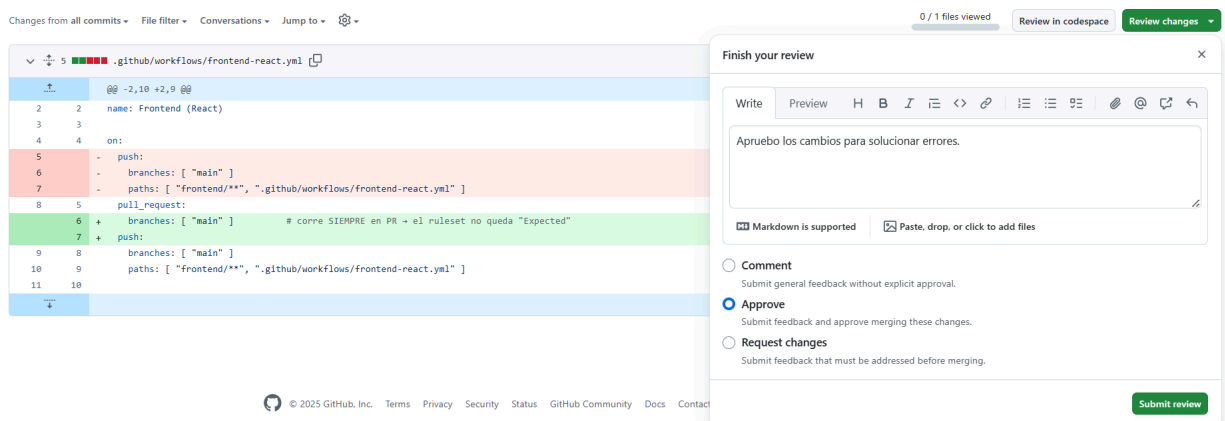 Changes from all commits File filter Conversations Jump to
0 / 1 files viewed
Review in codespace
Review changes
5 .github/workflows/frontend-react.yml
@@ -2,10 +2,9 @@
2 2 name: Frontend (React)
3 3
4 4 on:
5 - push:
6 - branches: [ "main" ]
7 - paths: [ "frontend/**", ".github/workflows/frontend-react.yml" ]
8 5 pull_request:
6 + branches: [ "main" ] # corre SIEMPRE en PR → el ruleset no queda "Expected"
7 + push:
9 8 branches: [ "main" ]
10 9 paths: [ "frontend/**", ".github/workflows/frontend-react.yml" ]
11 10
Finish your review
Write Preview
Apruebo los cambios para solucionar errores.
Markdown is supported
Paste, drop, or click to add files
Comment
Submit general feedback without explicit approval.
Approve
Submit feedback and approve merging these changes.
Request changes
Submit feedback that must be addressed before merging.
Submit review
© 2025 GitHub, Inc. Terms Privacy Security Status GitHub Community Docs Contact